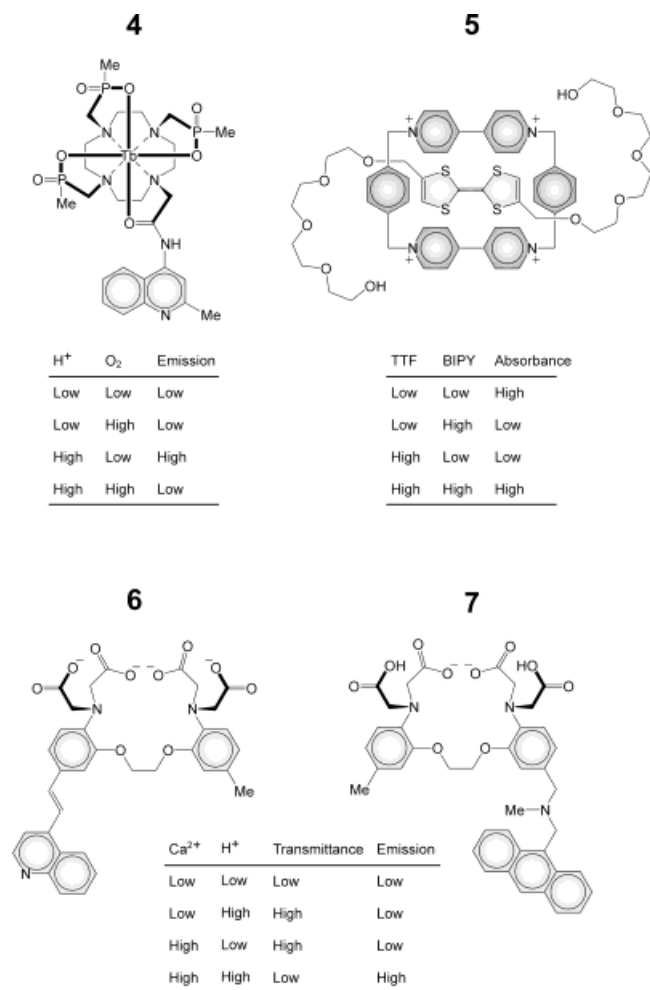 4
5
Me
O P O
N N P Me
O
O Tb O
O P N N
Me O
NH
N Me
HO O
O
O
O
O
N+ +N
O O S S
O S S O
O
O N+ +N
OH
H⁺ O₂ Emission
Low Low Low
Low High Low
High Low High
High High Low
TTF BIPY Absorbance
Low Low High
Low High Low
High Low Low
High High High
6
7
O⁻ O O⁻ ⁻O O O⁻
O O
N N
O O
Me
N
OH O O⁻ ⁻O O HO
O O
N N
O O
Me
Me N
Ca²⁺ H⁺ Transmittance Emission
Low Low Low Low
Low High High Low
High Low High Low
High High Low High